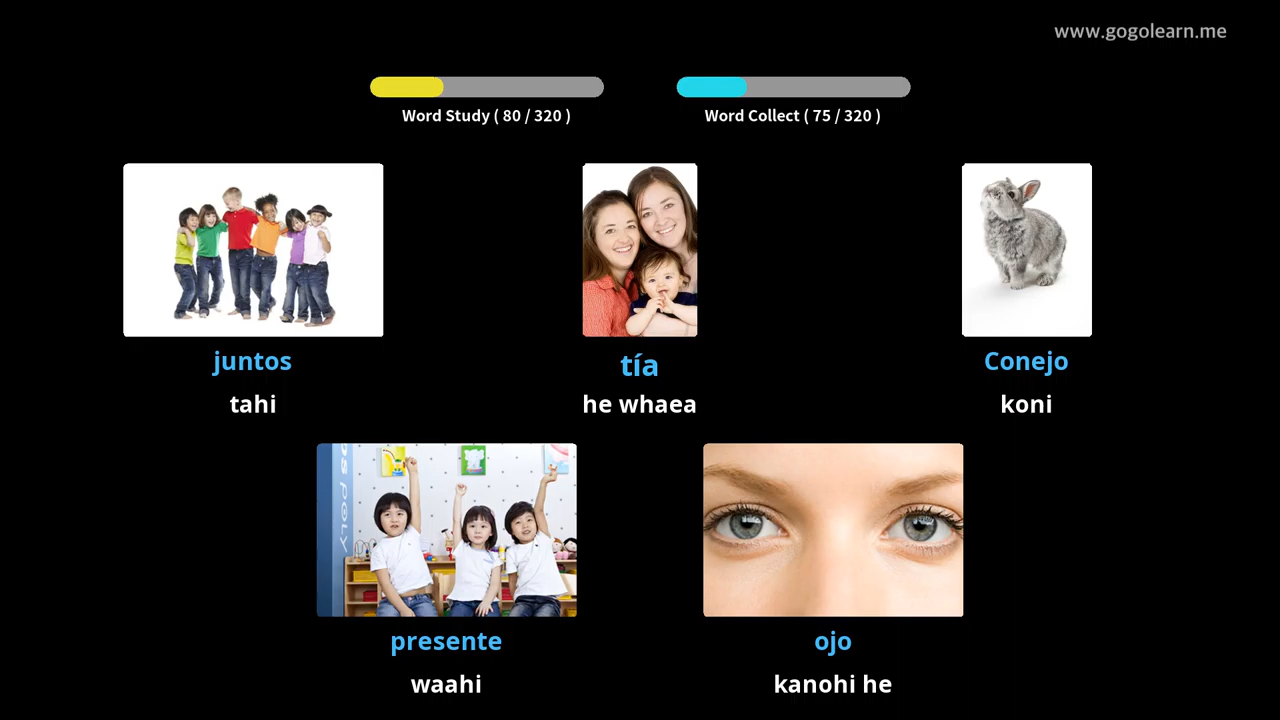 www.gogolearn.me
Word Study ( 80 / 320 )
Word Collect ( 75 / 320 )
juntos
tahi
tía
he whaea
Conejo
koni
presente
waahi
ojo
kanohi he